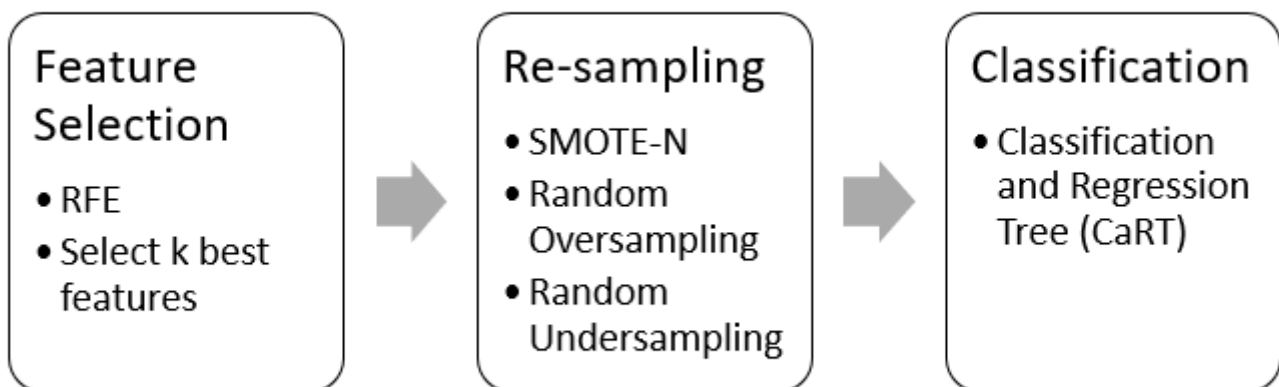 Feature
Selection
• RFE
• Select k best
features
Re-sampling
• SMOTE-N
• Random
Oversampling
• Random
Undersampling
Classification
• Classification
and Regression
Tree (CaRT)